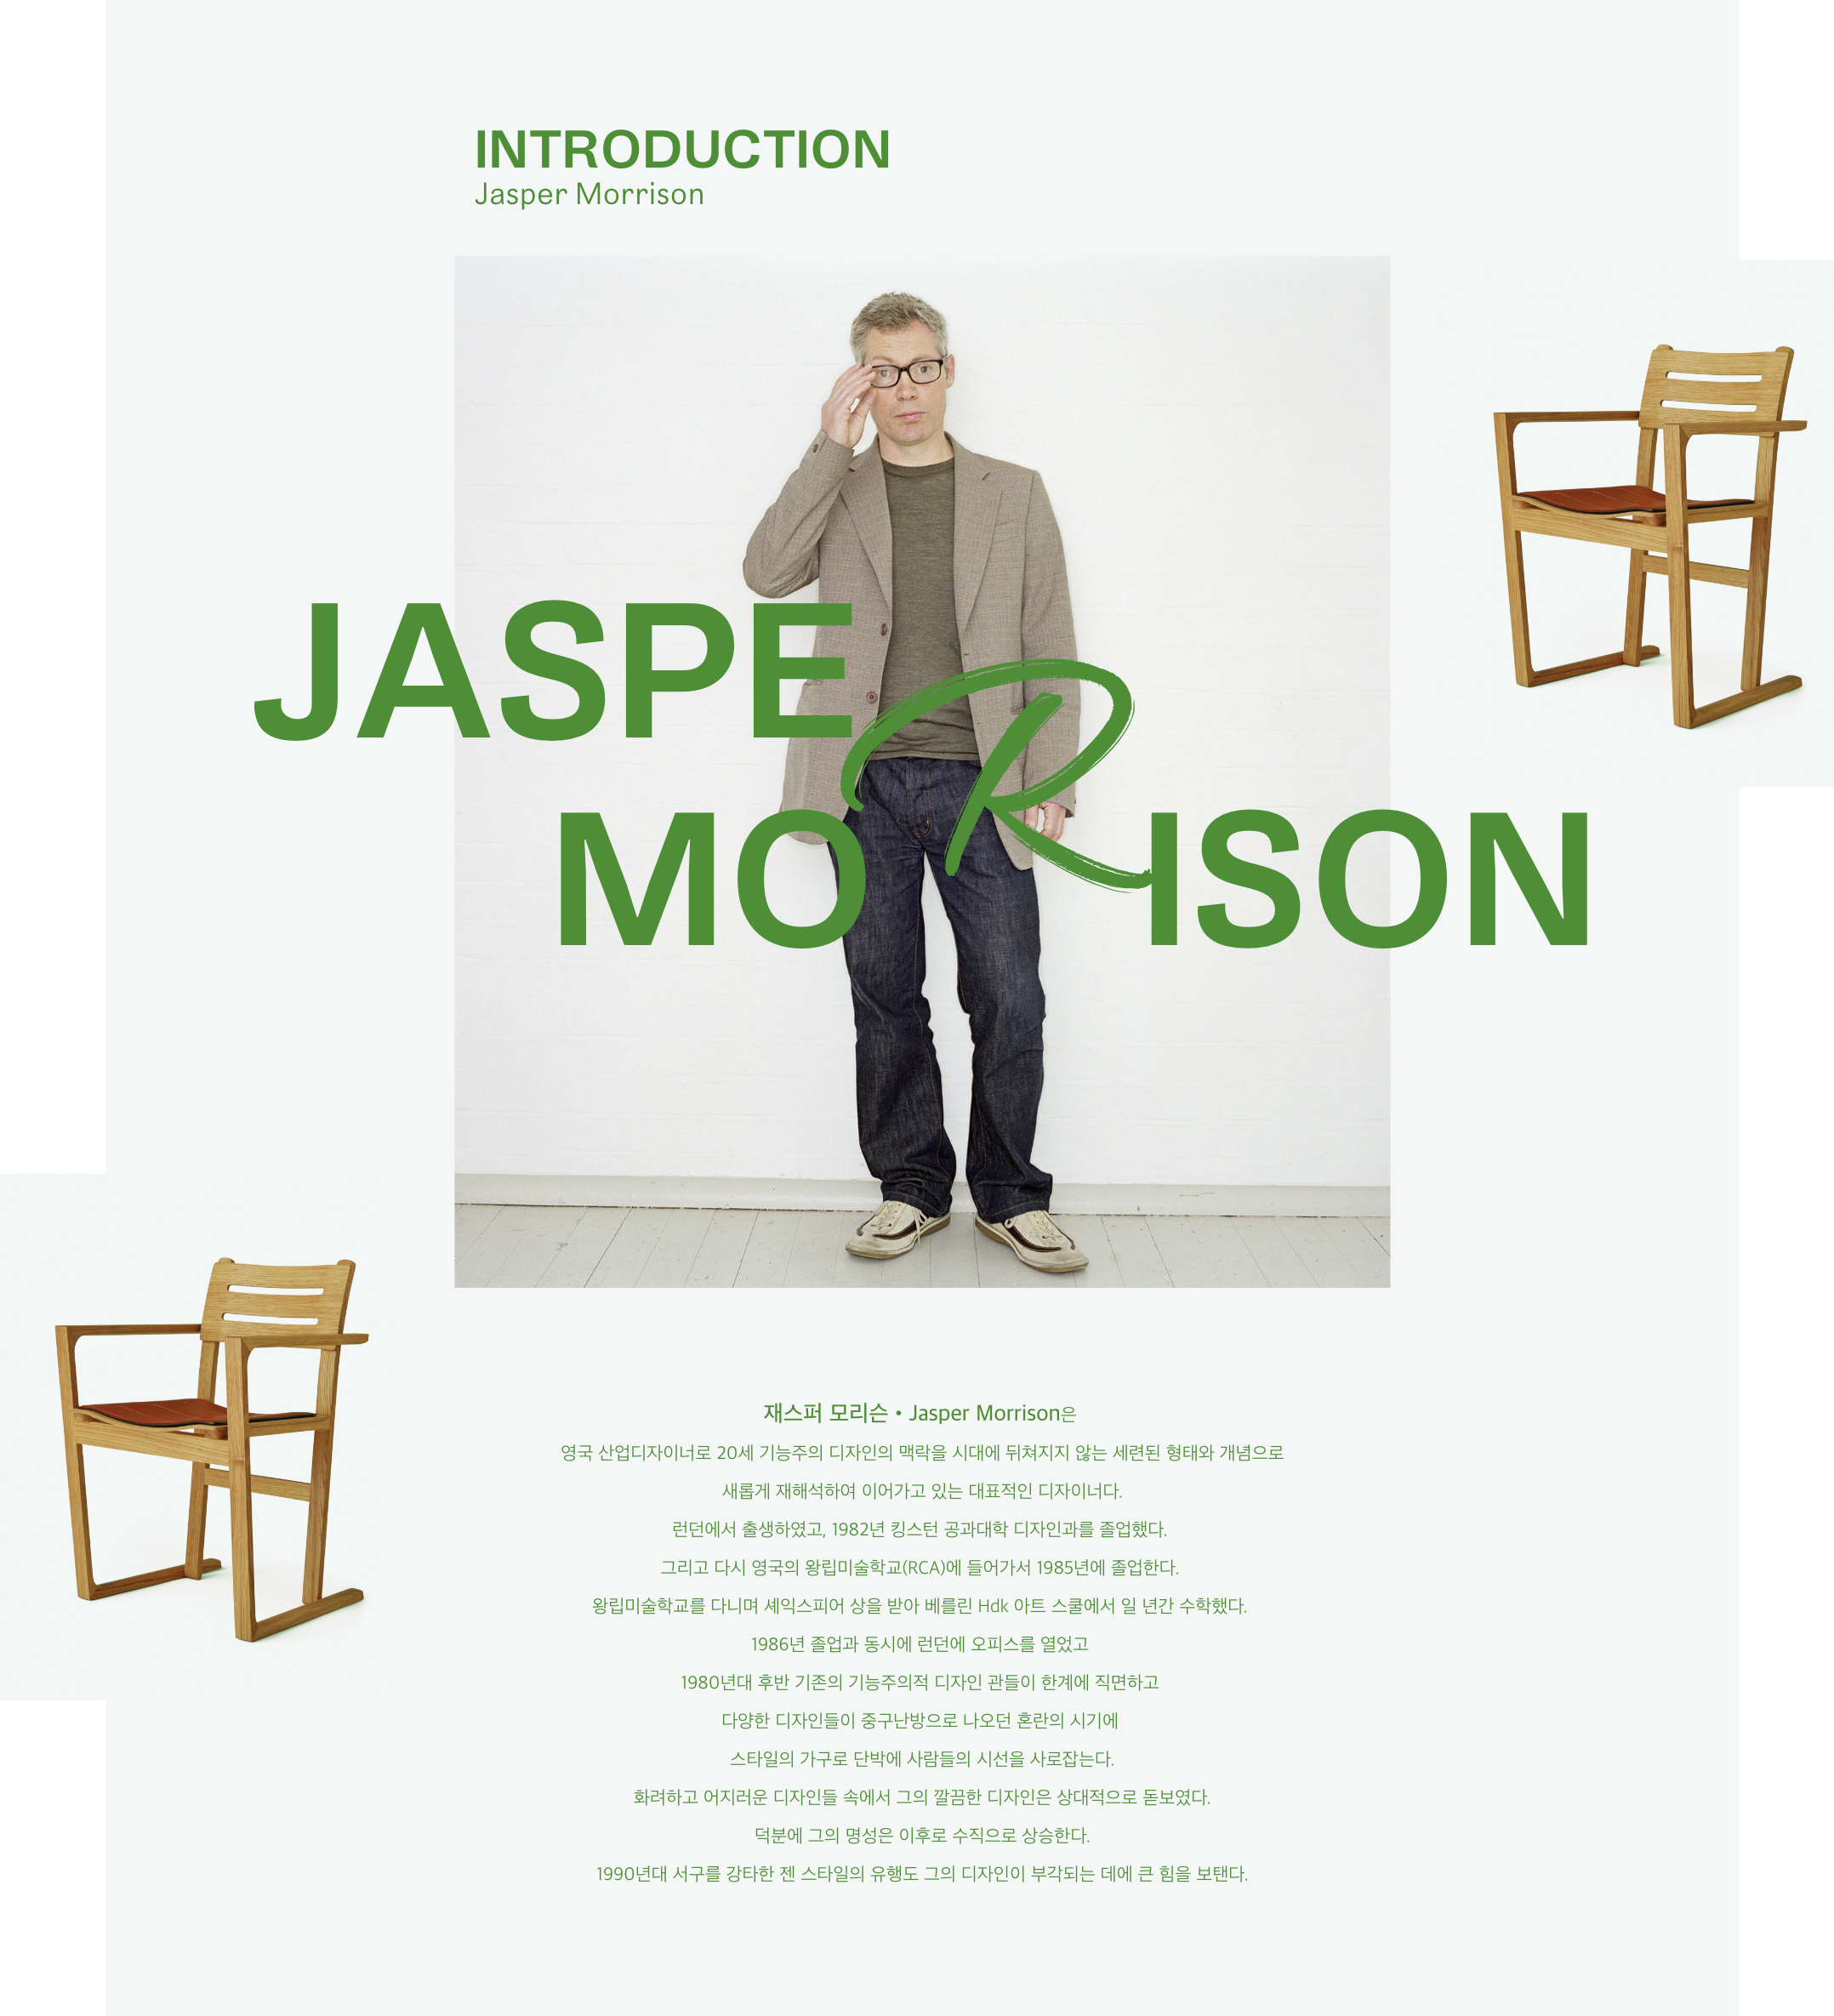 INTRODUCTION
Jasper Morrison
JASPE
R
MO ISON
재스퍼 모리슨 • Jasper Morrison은
영국 산업디자이너로 20세 기능주의 디자인의 맥락을 시대에 뒤쳐지지 않는 세련된 형태와 개념으로
새롭게 재해석하여 이어가고 있는 대표적인 디자이너다.
런던에서 출생하였고, 1982년 킹스턴 공과대학 디자인과를 졸업했다.
그리고 다시 영국의 왕립미술학교(RCA)에 들어가서 1985년에 졸업한다.
왕립미술학교를 다니며 셰익스피어 상을 받아 베를린 Hdk 아트 스쿨에서 일 년간 수학했다.
1986년 졸업과 동시에 런던에 오피스를 열었고
1980년대 후반 기존의 기능주의적 디자인 관들이 한계에 직면하고
다양한 디자인들이 중구난방으로 나오던 혼란의 시기에
스타일의 가구로 단박에 사람들의 시선을 사로잡는다.
화려하고 어지러운 디자인들 속에서 그의 깔끔한 디자인은 상대적으로 돋보였다.
덕분에 그의 명성은 이후로 수직으로 상승한다.
1990년대 서구를 강타한 젠 스타일의 유행도 그의 디자인이 부각되는 데에 큰 힘을 보탠다.